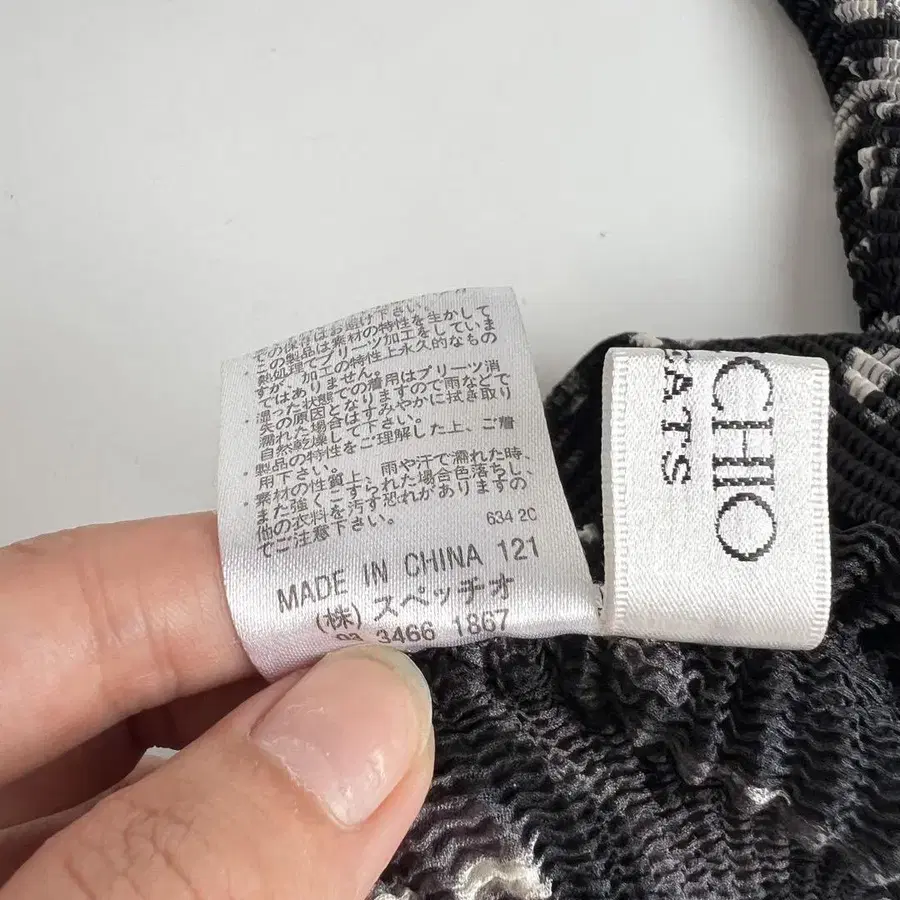 この製品は素材の特性を生かして
熱処理でプリーツ加工をしていま
すが、加工の特性上永久的なもの
ではありません。
・湿った状態での着用はプリーツ消
失の原因となりますので雨などで
濡れた場合はすみやかに拭き取り
自然乾燥して下さい。
・製品の特性をご理解した上、ご着
用下さい。
・素材の性質上、雨や汗で濡れた時、
また強くこすられた場合色落ちし、
他の衣料を汚す恐れがありますの
でご注意下さい。
634 2C
MADE IN CHINA 121
(株)スペッチオ
03 3466 1867
CHIO
CATS